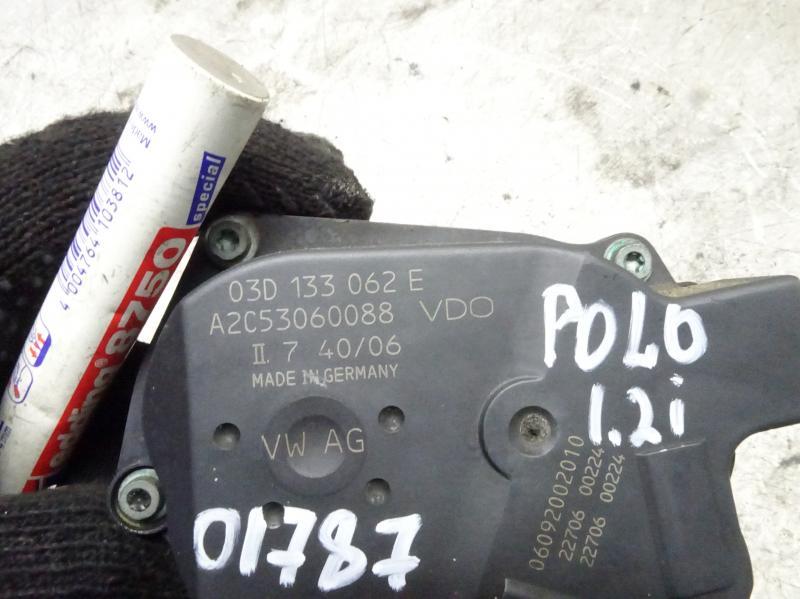 03D 133 062 E
A2C53060088 VDO
II. 7 40/06
MADE IN GERMANY
VW AG
POLO
1.2i
01787
06092002010
22706 00224
22706 00224
edding 8750
special
4 004764 103812